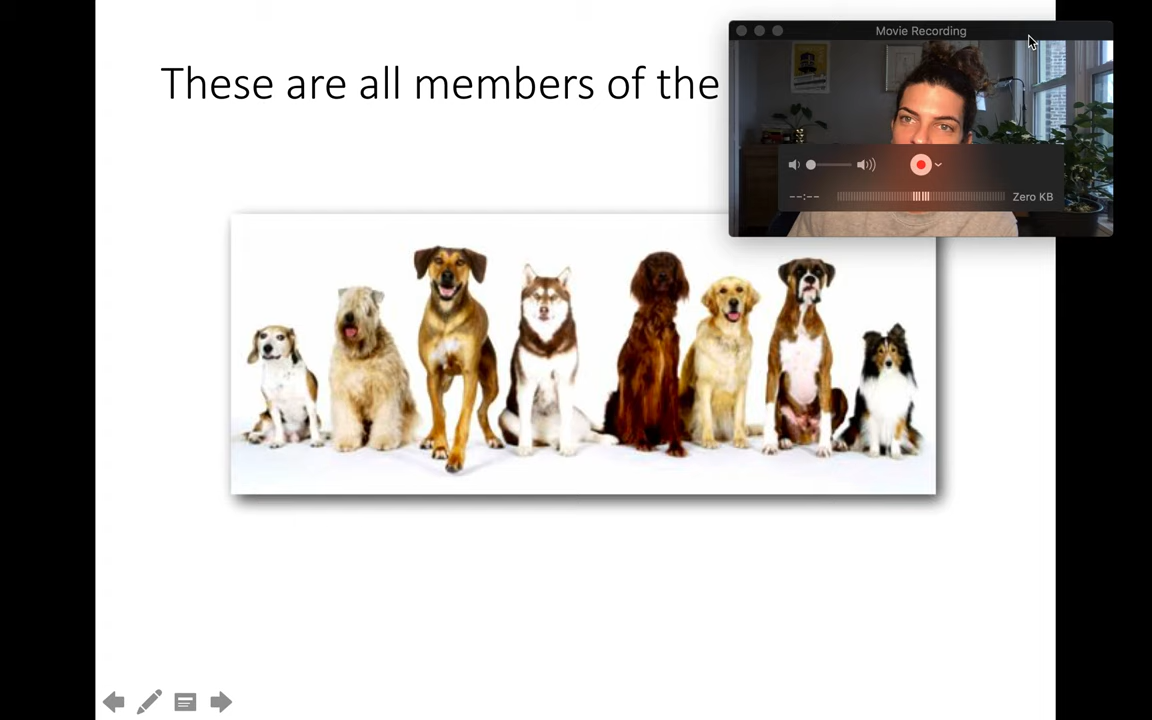 Movie Recording
These are all members of the
--:--
Zero KB